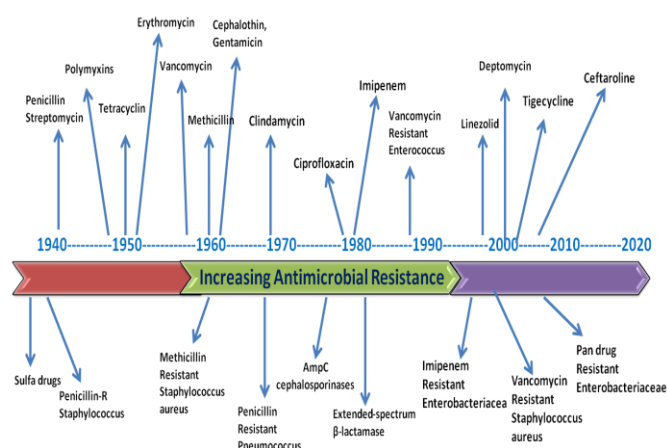 Erythromycin
Cephalothin,
Gentamicin
Polymyxins
Vancomycin
Deptomycin
Ceftaroline
Imipenem
Penicillin
Streptomycin
Tetracyclin
Methicillin
Clindamycin
Vancomycin
Resistant
Enterococcus
Linezolid
Tigecycline
Ciprofloxacin
1940--------1950---------1960--------1970--------1980--------1990--------2000-------2010-------2020
Increasing Antimicrobial Resistance
Sulfa drugs
Penicillin-R
Staphylococcus
Methicillin
Resistant
Staphylococcus
aureus
Penicillin
Resistant
Pneumococcus
AmpC
cephalosporinases
Extended-spectrum
β-lactamase
Imipenem
Resistant
Enterobacteriacea
Vancomycin
Resistant
Staphylococcus
aureus
Pan drug
Resistant
Enterobacteriaceae